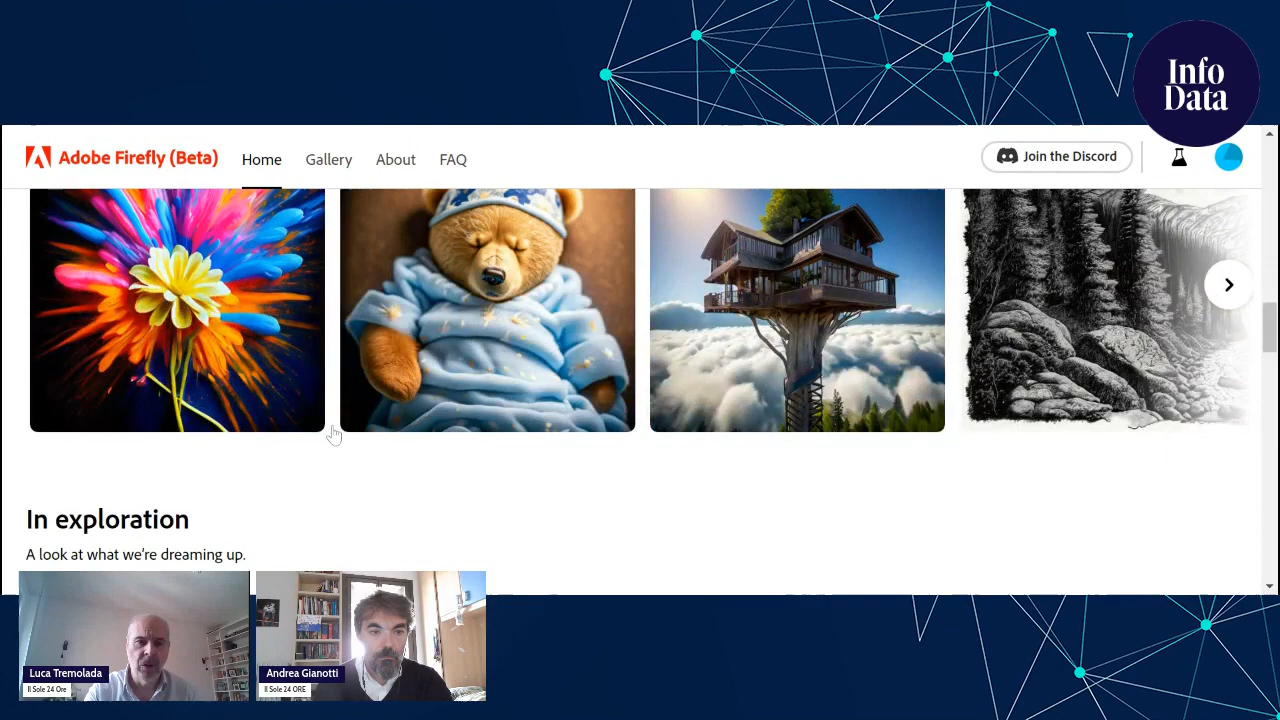 Info
Data
Adobe Firefly (Beta)
Home
Gallery
About
FAQ
Join the Discord
In exploration
A look at what we're dreaming up.
Luca Tremolada
Il Sole 24 Ore
Andrea Gianotti
IL Sole 24 ORE